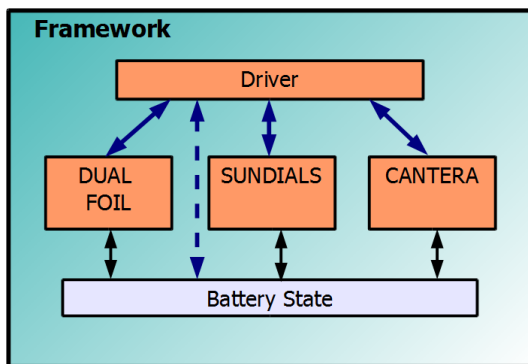 Framework
Driver
DUAL
FOIL
SUNDIALS
CANTERA
Battery State